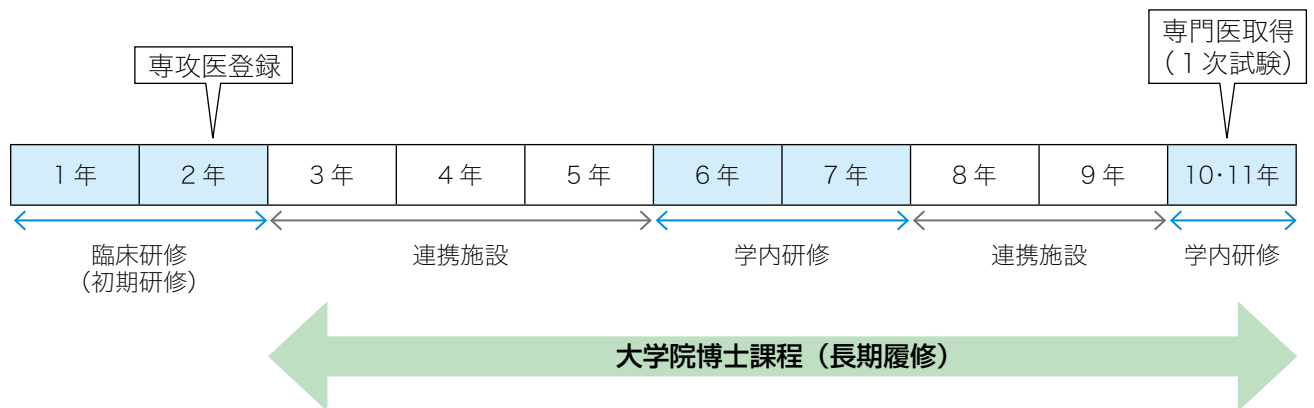 専攻医登録
専門医取得
（１次試験）
1年
2年
3年
4年
5年
6年
7年
8年
9年
10･11年
臨床研修
（初期研修）
連携施設
学内研修
連携施設
学内研修
大学院博士課程（長期履修）